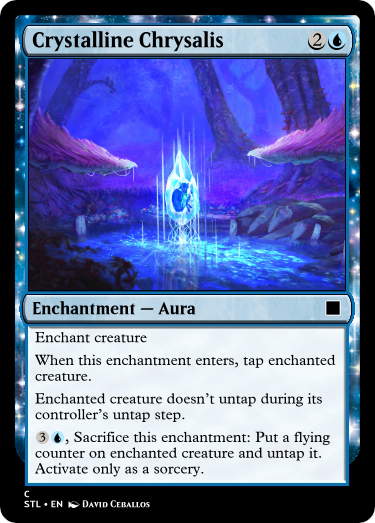 Crystalline Chrysalis 2
Enchantment — Aura
Enchant creature
When this enchantment enters, tap enchanted
creature.
Enchanted creature doesn't untap during its
controller's untap step.
3, Sacrifice this enchantment: Put a flying
counter on enchanted creature and untap it.
Activate only as a sorcery.
C
STL • EN David Ceballos